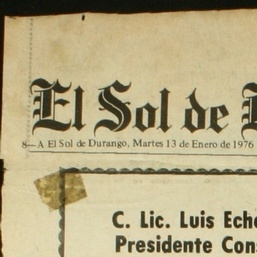 El Sol de
8—A El Sol de Durango, Martes 13 de Enero de 1976
C. Lic. Luis Eche
Presidente Cons